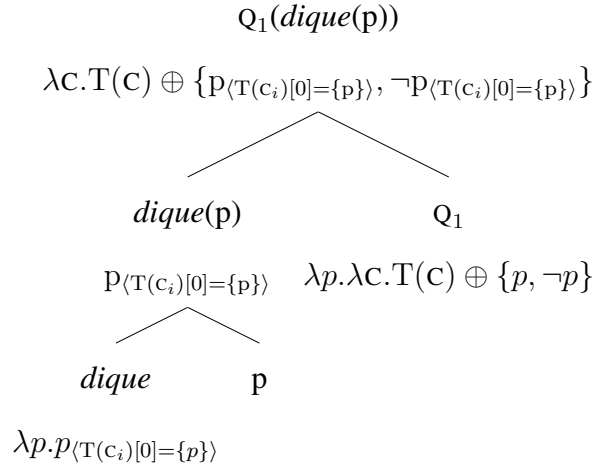 Q₁(dique(p))
λC.T(C) ⊕ {p⟨T(Cᵢ)[0]={p}⟩, ¬p⟨T(Cᵢ)[0]={p}⟩}
dique(p) Q₁
p⟨T(Cᵢ)[0]={p}⟩ λp.λC.T(C) ⊕ {p, ¬p}
dique p
λp.p⟨T(Cᵢ)[0]={p}⟩